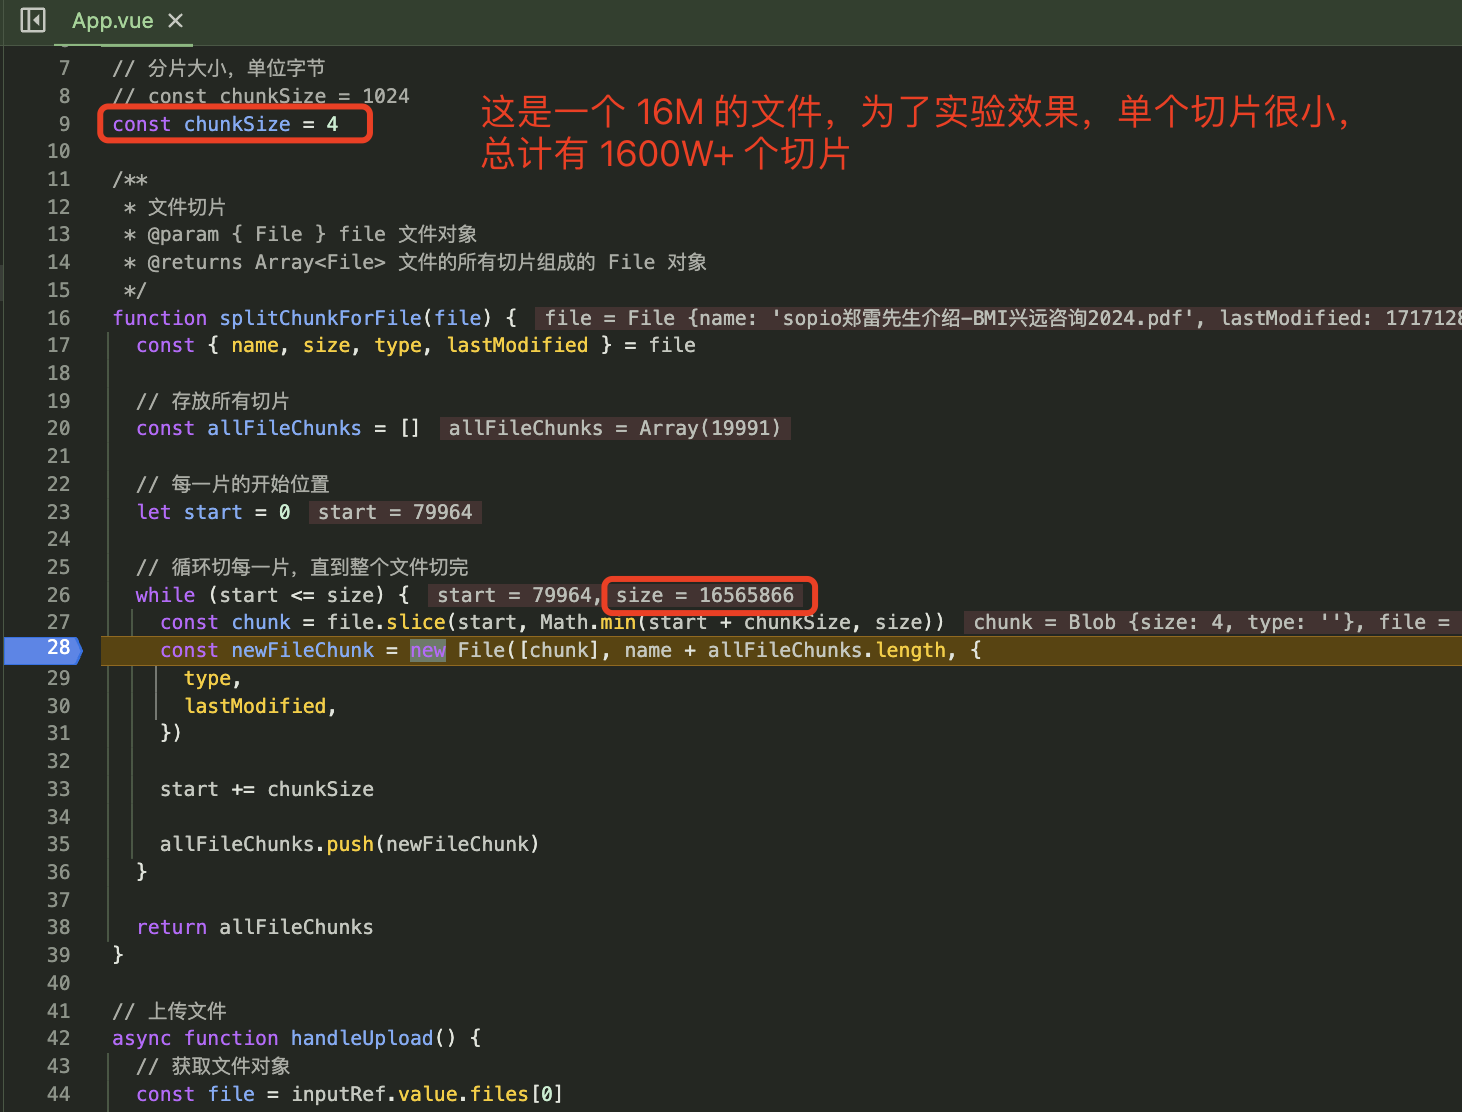 App.vue ×
7 // 分片大小，单位字节
8 // const chunkSize = 1024
9 const chunkSize = 4
这是一个 16M 的文件，为了实验效果，单个切片很小，
总计有 1600W+ 个切片
10
11 /**
12 * 文件切片
13 * @param { File } file 文件对象
14 * @returns Array<File> 文件的所有切片组成的 File 对象
15 */
16 function splitChunkForFile(file) { file = File {name: 'sopio郑雷先生介绍-BMI兴远咨询2024.pdf', lastModified: 1717128
17 const { name, size, type, lastModified } = file
18
19 // 存放所有切片
20 const allFileChunks = [] allFileChunks = Array(19991)
21
22 // 每一片的开始位置
23 let start = 0 start = 79964
24
25 // 循环切每一片，直到整个文件切完
26 while (start <= size) { start = 79964, size = 16565866
27 const chunk = file.slice(start, Math.min(start + chunkSize, size)) chunk = Blob {size: 4, type: ''}, file =
28 const newFileChunk = new File([chunk], name + allFileChunks.length, {
29 type,
30 lastModified,
31 })
32
33 start += chunkSize
34
35 allFileChunks.push(newFileChunk)
36 }
37
38 return allFileChunks
39 }
40
41 // 上传文件
42 async function handleUpload() {
43 // 获取文件对象
44 const file = inputRef.value.files[0]